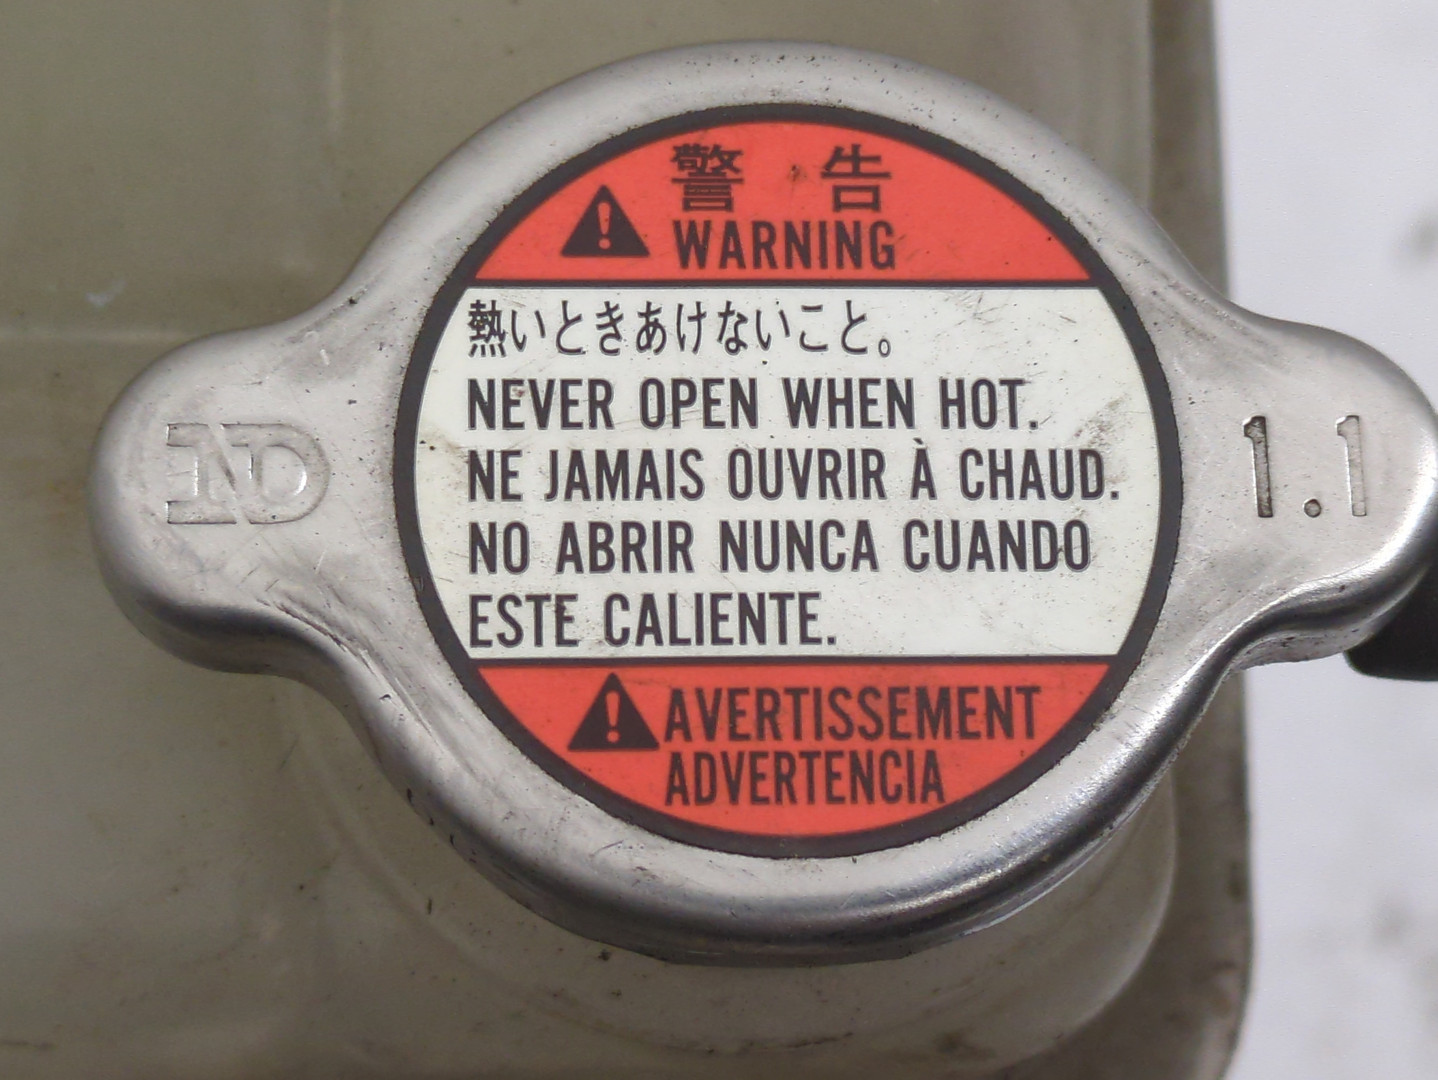 警告
WARNING
熱いときあけないこと。
NEVER OPEN WHEN HOT.
NE JAMAIS OUVRIR À CHAUD.
NO ABRIR NUNCA CUANDO
ESTE CALIENTE.
AVERTISSEMENT
ADVERTENCIA
ND
1.1